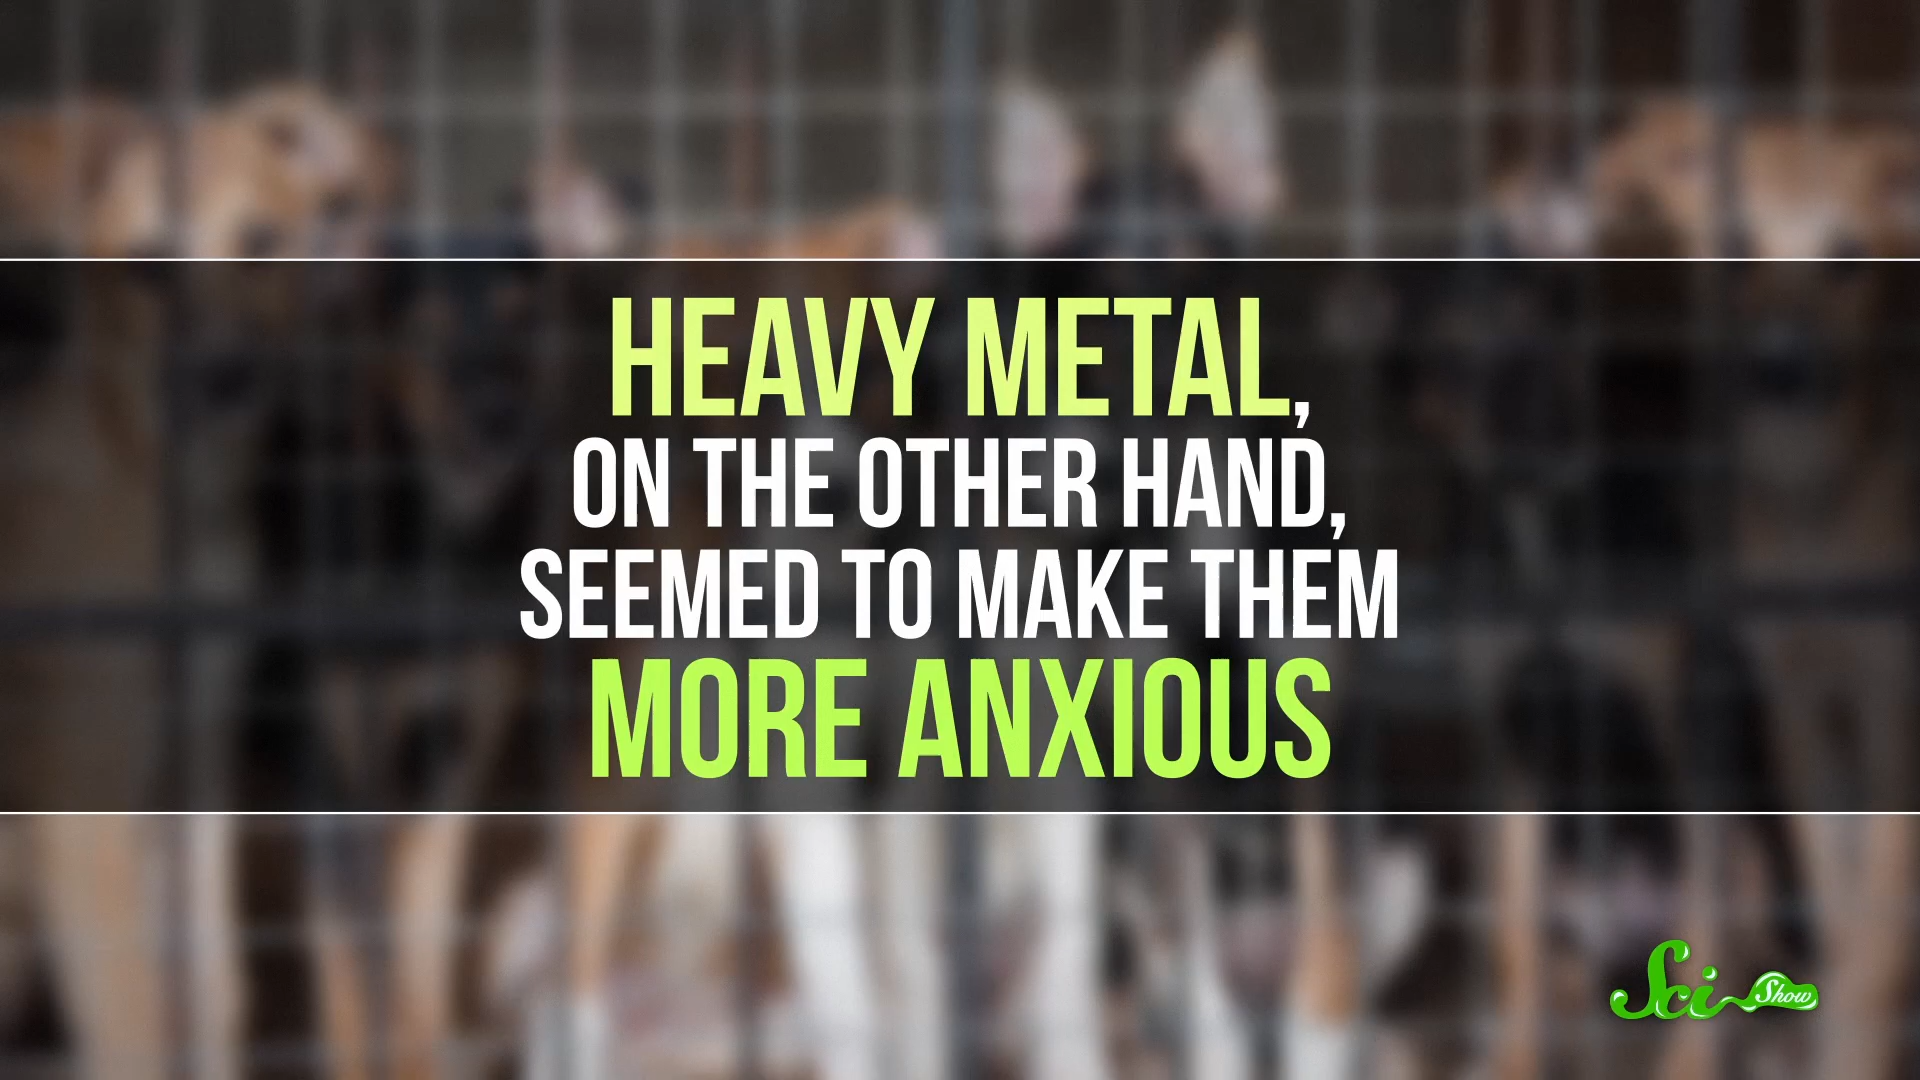 HEAVY METAL,
ON THE OTHER HAND,
SEEMED TO MAKE THEM
MORE ANXIOUS
Sci Show